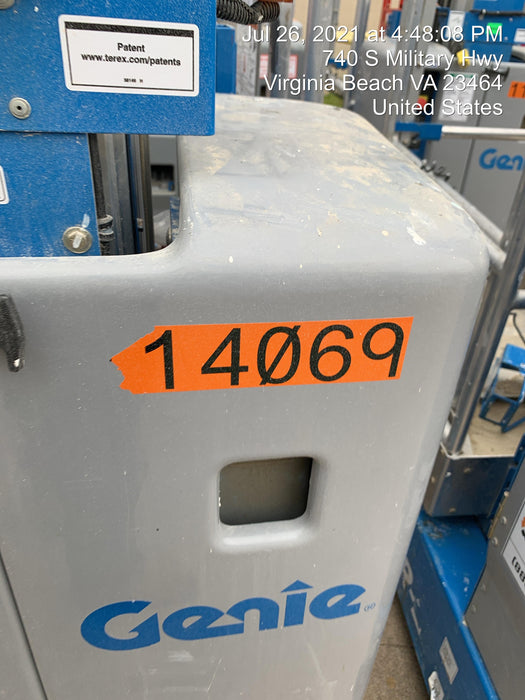 Jul 26, 2021 at 4:48:08 PM
740 S Military Hwy
Virginia Beach VA 23464
United States
Patent
www.terex.com/patents
14Ø69
Genie
Gen